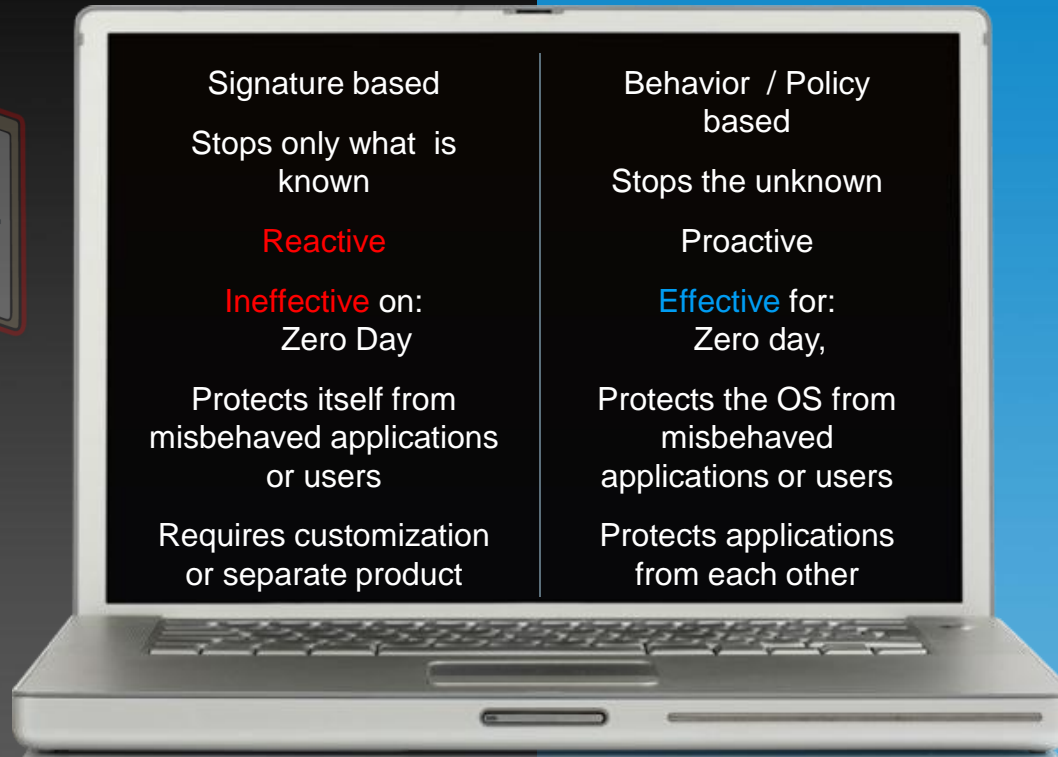 Signature based
Stops only what is
known
Reactive
Ineffective on:
Zero Day
Protects itself from
misbehaved applications
or users
Requires customization
or separate product
Behavior / Policy
based
Stops the unknown
Proactive
Effective for:
Zero day,
Protects the OS from
misbehaved
applications or users
Protects applications
from each other